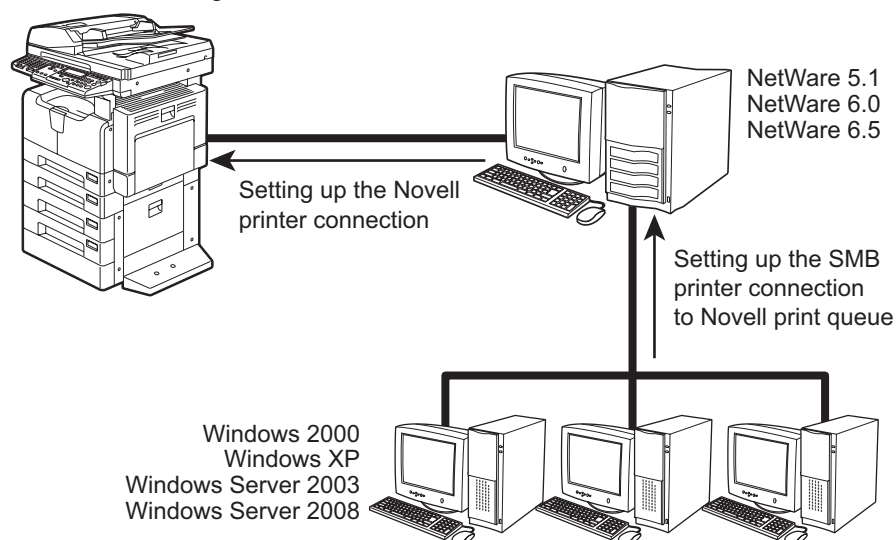 NetWare 5.1
NetWare 6.0
NetWare 6.5
Setting up the Novell
printer connection
Setting up the SMB
printer connection
to Novell print queue
Windows 2000
Windows XP
Windows Server 2003
Windows Server 2008